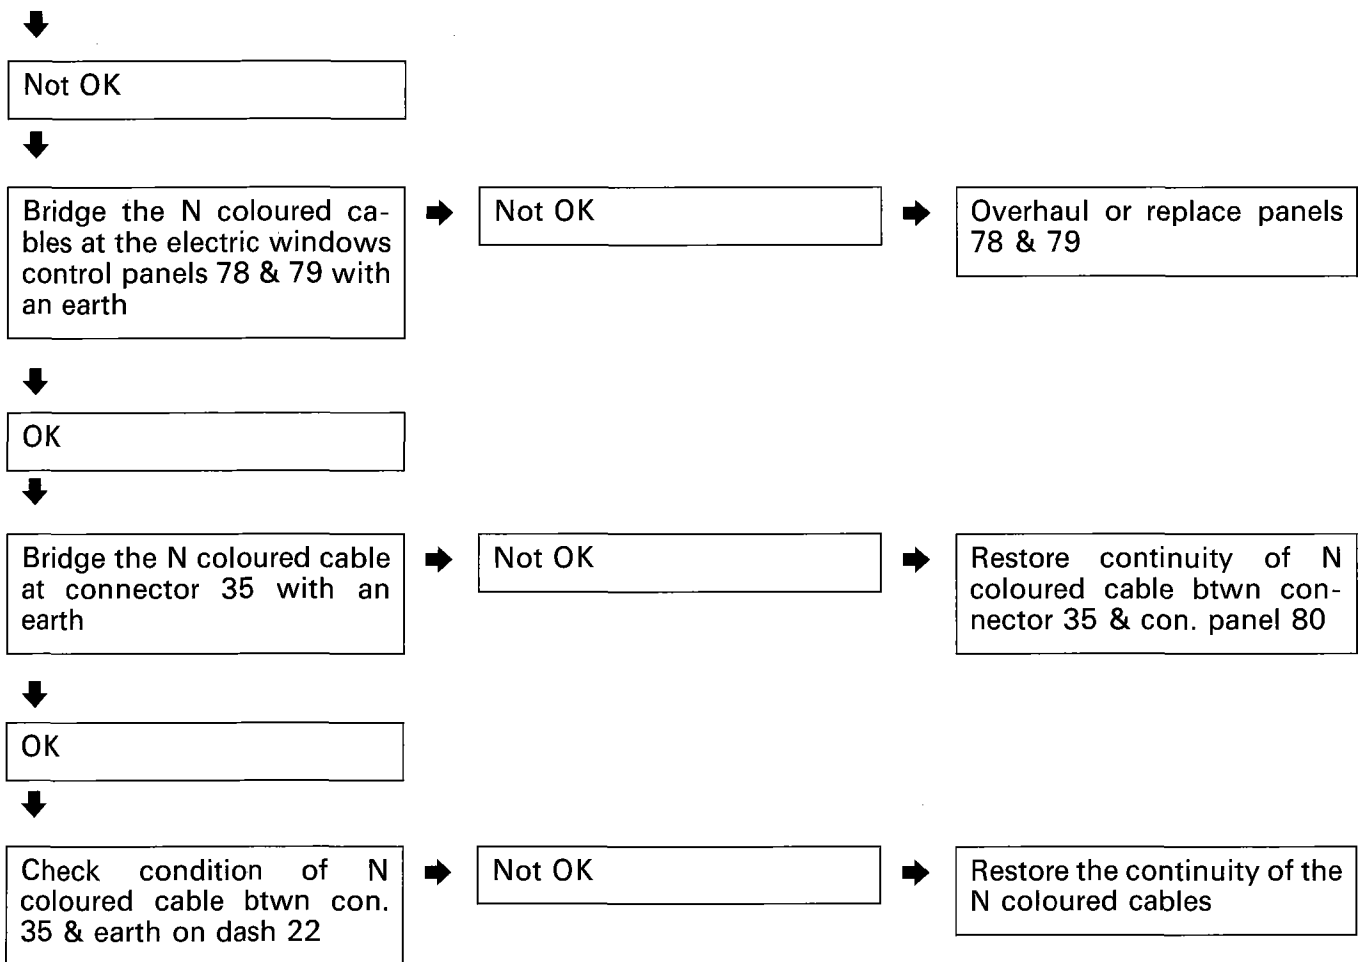 Not OK
Bridge the N coloured ca-
bles at the electric windows
control panels 78 & 79 with
an earth
Not OK
Overhaul or replace panels
78 & 79
OK
Bridge the N coloured cable
at connector 35 with an
earth
Not OK
Restore continuity of N
coloured cable btwn con-
nector 35 & con. panel 80
OK
Check condition of N
coloured cable btwn con.
35 & earth on dash 22
Not OK
Restore the continuity of the
N coloured cables